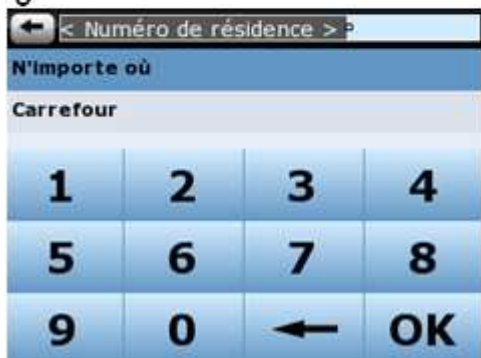 < Numéro de résidence >
N'importe où
Carrefour
1 2 3 4
5 6 7 8
9 0 OK